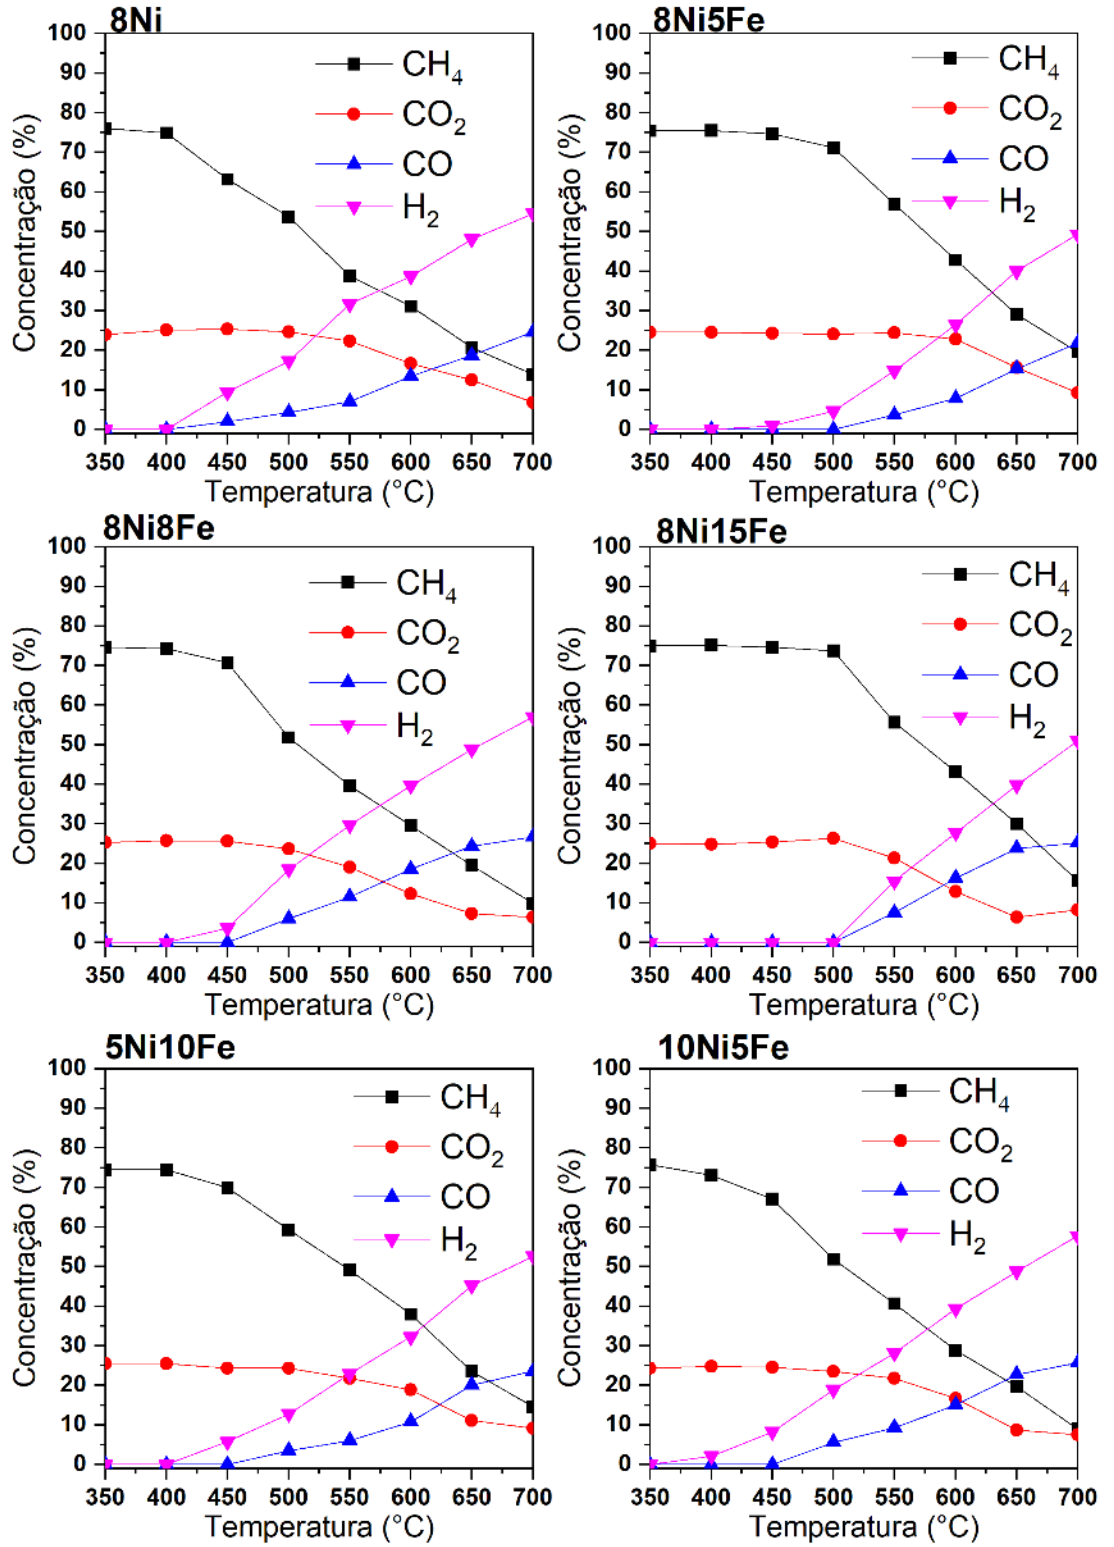 8Ni
Concentração (%)
100
90
80
70
60
50
40
30
20
10
0
CH4
CO2
CO
H2
350 400 450 500 550 600 650 700
Temperatura (°C)
8Ni5Fe
Concentração (%)
100
90
80
70
60
50
40
30
20
10
0
CH4
CO2
CO
H2
350 400 450 500 550 600 650 700
Temperatura (°C)
8Ni8Fe
Concentração (%)
100
90
80
70
60
50
40
30
20
10
0
CH4
CO2
CO
H2
350 400 450 500 550 600 650 700
Temperatura (°C)
8Ni15Fe
Concentração (%)
100
90
80
70
60
50
40
30
20
10
0
CH4
CO2
CO
H2
350 400 450 500 550 600 650 700
Temperatura (°C)
5Ni10Fe
Concentração (%)
100
90
80
70
60
50
40
30
20
10
0
CH4
CO2
CO
H2
350 400 450 500 550 600 650 700
Temperatura (°C)
10Ni5Fe
Concentração (%)
100
90
80
70
60
50
40
30
20
10
0
CH4
CO2
CO
H2
350 400 450 500 550 600 650 700
Temperatura (°C)